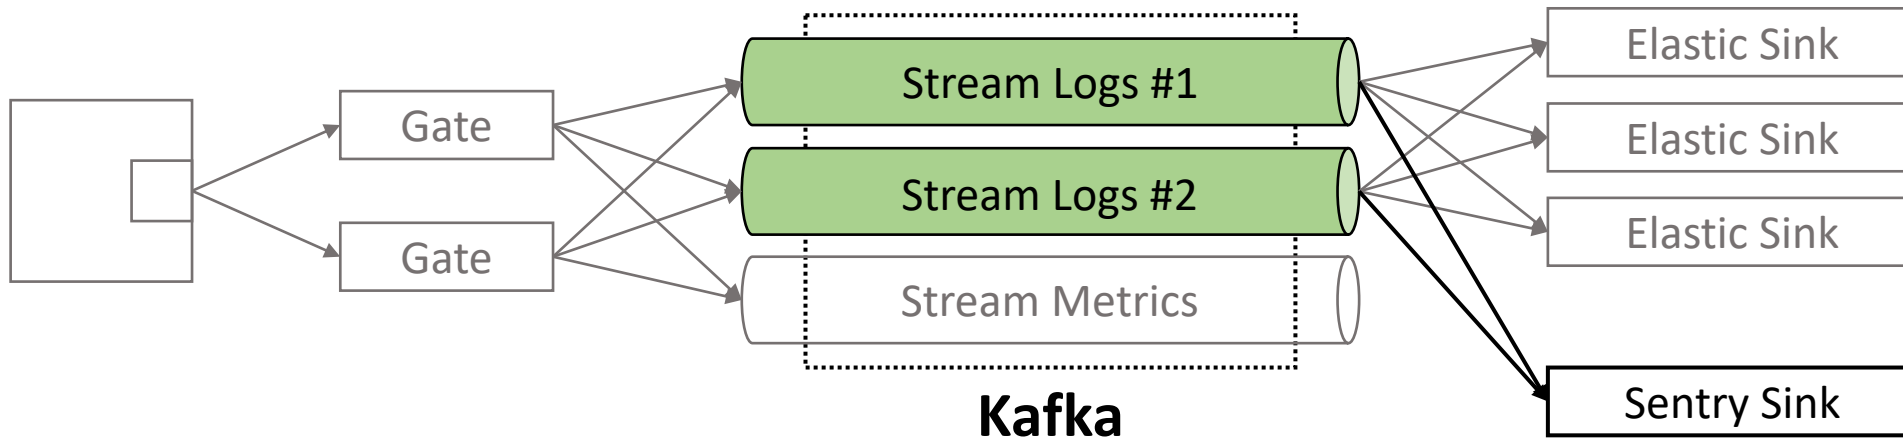 Gate
Gate
Stream Logs #1
Stream Logs #2
Stream Metrics
Kafka
Elastic Sink
Elastic Sink
Elastic Sink
Sentry Sink